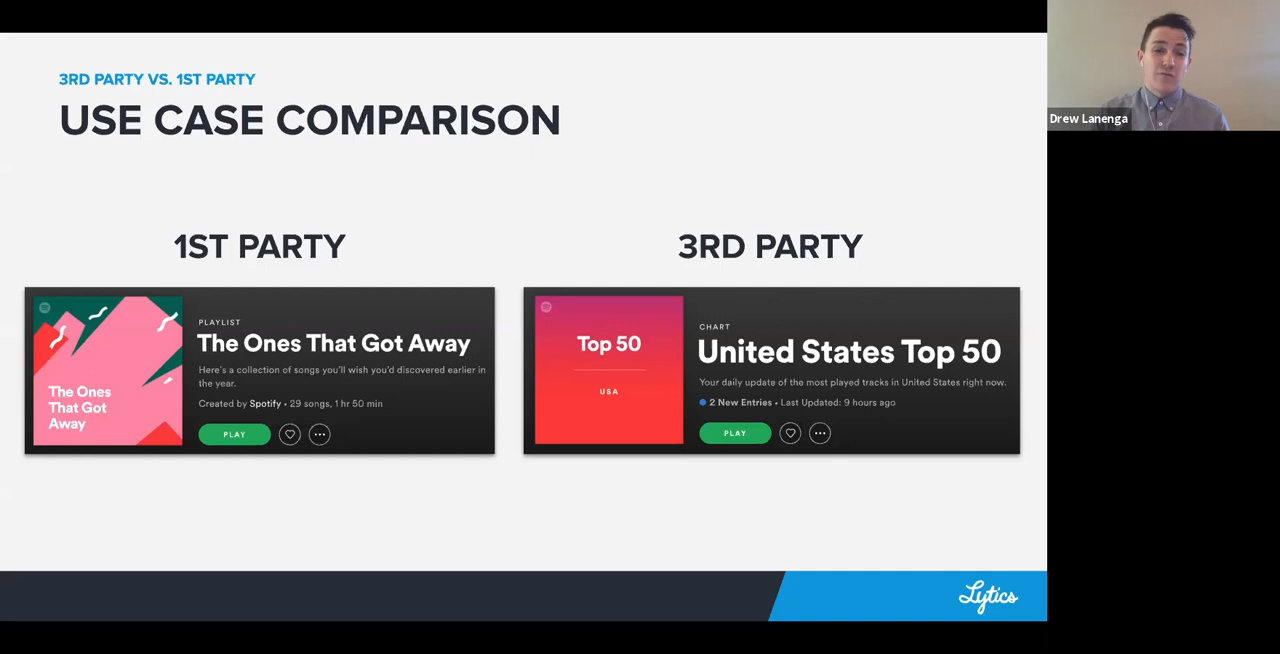 3RD PARTY VS. 1ST PARTY
USE CASE COMPARISON
1ST PARTY
The Ones
That Got
Away
PLAYLIST
The Ones That Got Away
Here's a collection of songs you'll wish you'd discovered earlier in
the year.
Created by Spotify • 29 songs, 1 hr 50 min
PLAY
3RD PARTY
Top 50
USA
CHART
United States Top 50
Your daily update of the most played tracks in United States right now.
2 New Entries • Last Updated: 9 hours ago
PLAY
Lytics
Drew Lanenga